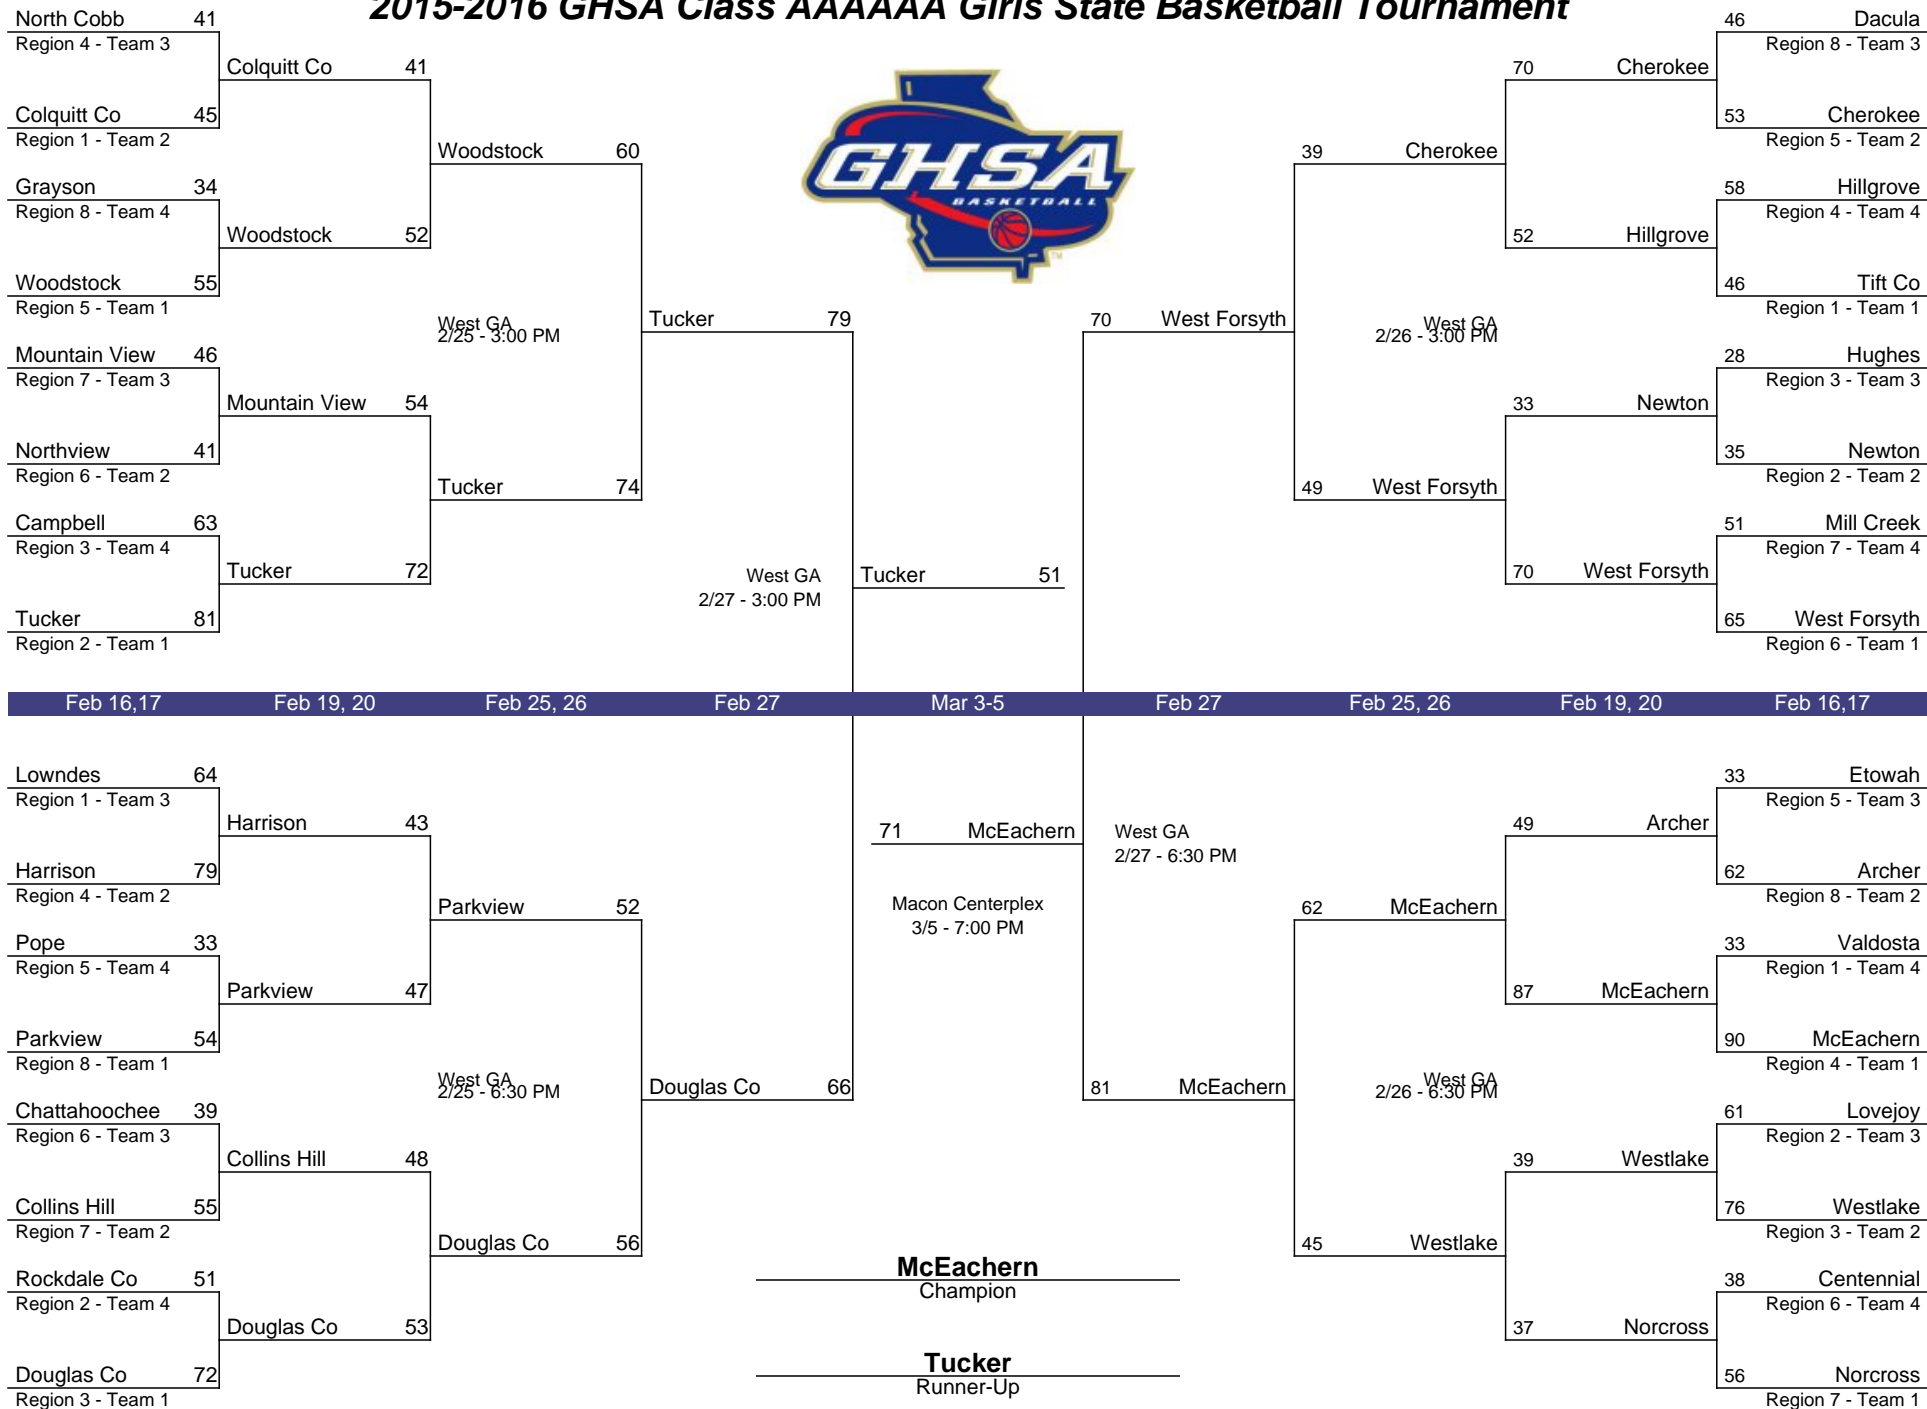 2015-2016 GHSA Class AAAAAA Girls State Basketball Tournament
North Cobb 41
Region 4 - Team 3
Colquitt Co 45
Region 1 - Team 2
Grayson 34
Region 8 - Team 4
Woodstock 55
Region 5 - Team 1
Mountain View 46
Region 7 - Team 3
Northview 41
Region 6 - Team 2
Campbell 63
Region 3 - Team 4
Tucker 81
Region 2 - Team 1
Colquitt Co 41
Woodstock 52
Mountain View 54
Tucker 72
Woodstock 60
West GA
2/25 - 3:00 PM
Tucker 74
Tucker 79
West GA
2/27 - 3:00 PM
Tucker 51
GHSA
BASKETBALL
TM
70 West Forsyth
39 Cherokee
West GA
2/26 - 3:00 PM
49 West Forsyth
70 Cherokee
52 Hillgrove
33 Newton
70 West Forsyth
46 Dacula
Region 8 - Team 3
53 Cherokee
Region 5 - Team 2
58 Hillgrove
Region 4 - Team 4
46 Tift Co
Region 1 - Team 1
28 Hughes
Region 3 - Team 3
35 Newton
Region 2 - Team 2
51 Mill Creek
Region 7 - Team 4
65 West Forsyth
Region 6 - Team 1
Feb 16,17 Feb 19, 20 Feb 25, 26 Feb 27 Mar 3-5 Feb 27 Feb 25, 26 Feb 19, 20 Feb 16,17
Lowndes 64
Region 1 - Team 3
Harrison 79
Region 4 - Team 2
Pope 33
Region 5 - Team 4
Parkview 54
Region 8 - Team 1
Chattahoochee 39
Region 6 - Team 3
Collins Hill 55
Region 7 - Team 2
Rockdale Co 51
Region 2 - Team 4
Douglas Co 72
Region 3 - Team 1
Harrison 43
Parkview 47
Collins Hill 48
Douglas Co 53
Parkview 52
West GA
2/25 - 6:30 PM
Douglas Co 56
Douglas Co 66
71 McEachern
Macon Centerplex
3/5 - 7:00 PM
West GA
2/27 - 6:30 PM
81 McEachern
62 McEachern
West GA
2/26 - 6:30 PM
45 Westlake
49 Archer
87 McEachern
39 Westlake
37 Norcross
33 Etowah
Region 5 - Team 3
62 Archer
Region 8 - Team 2
33 Valdosta
Region 1 - Team 4
90 McEachern
Region 4 - Team 1
61 Lovejoy
Region 2 - Team 3
76 Westlake
Region 3 - Team 2
38 Centennial
Region 6 - Team 4
56 Norcross
Region 7 - Team 1
McEachern
Champion
Tucker
Runner-Up